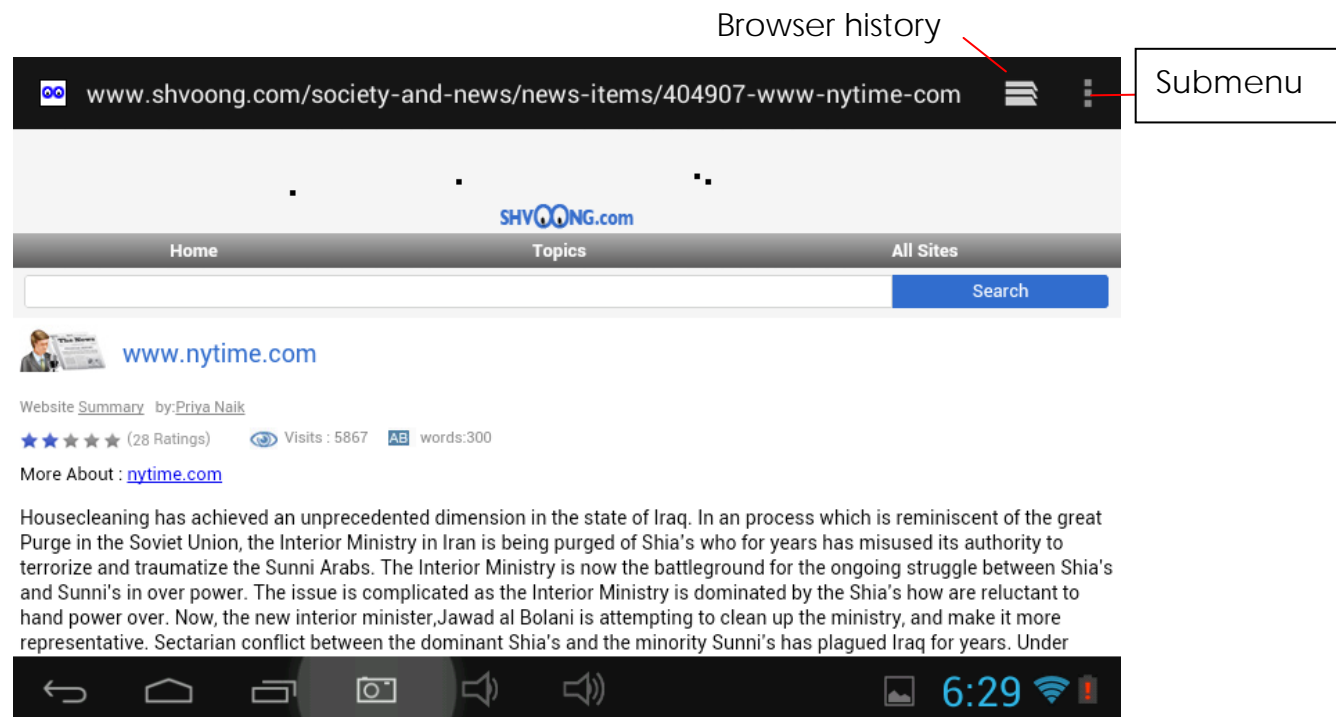 Browser history
Submenu
www.shvoong.com/society-and-news/news-items/404907-www-nytime-com
SHVOONG.com
Home Topics All Sites
Search
The News
www.nytime.com
Website Summary by:Priya Naik
(28 Ratings) Visits : 5867 AB words:300
More About : nytime.com
Housecleaning has achieved an unprecedented dimension in the state of Iraq. In an process which is reminiscent of the great
Purge in the Soviet Union, the Interior Ministry in Iran is being purged of Shia's who for years has misused its authority to
terrorize and traumatize the Sunni Arabs. The Interior Ministry is now the battleground for the ongoing struggle between Shia's
and Sunni's in over power. The issue is complicated as the Interior Ministry is dominated by the Shia's how are reluctant to
hand power over. Now, the new interior minister,Jawad al Bolani is attempting to clean up the ministry, and make it more
representative. Sectarian conflict between the dominant Shia's and the minority Sunni's has plagued Iraq for years. Under
6:29